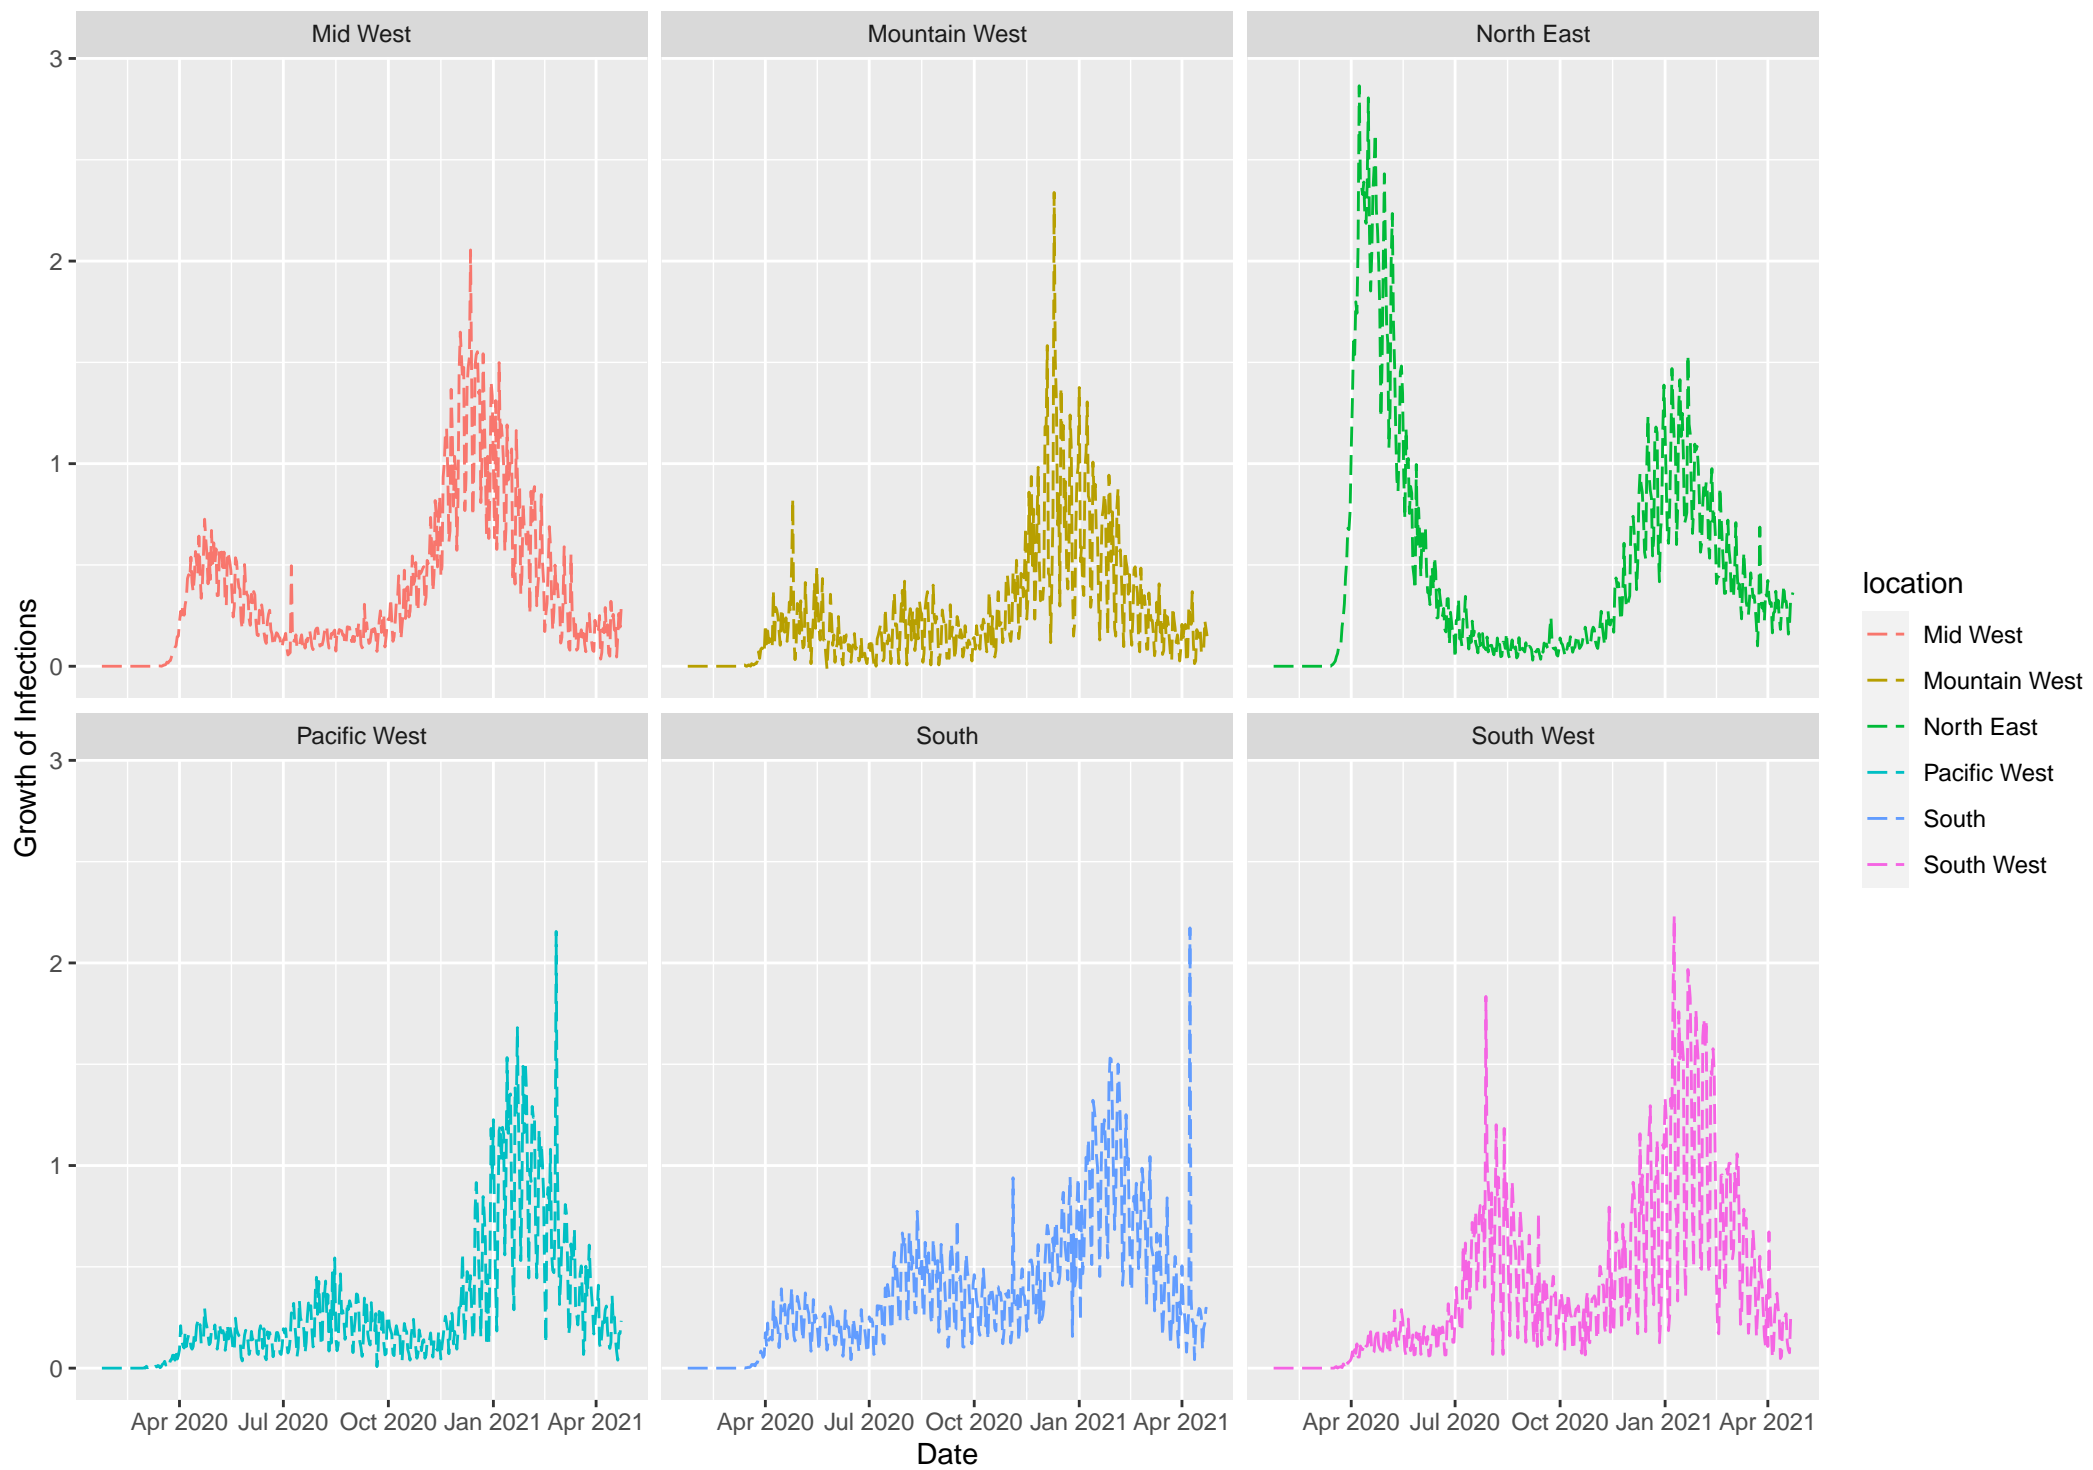 Mid West
Mountain West
North East
3
2
1
0
Pacific West
South
South West
3
2
1
0
Growth of Infections
Apr 2020 Jul 2020 Oct 2020 Jan 2021 Apr 2021
Apr 2020 Jul 2020 Oct 2020 Jan 2021 Apr 2021
Apr 2020 Jul 2020 Oct 2020 Jan 2021 Apr 2021
Date
location
Mid West
Mountain West
North East
Pacific West
South
South West